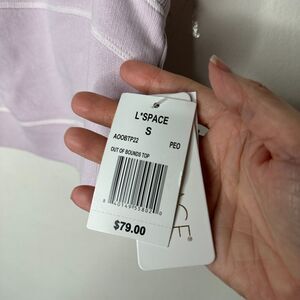 L*SPACE
S
AOOBTP22 PEO
OUT OF BOUNDS TOP
$79.00